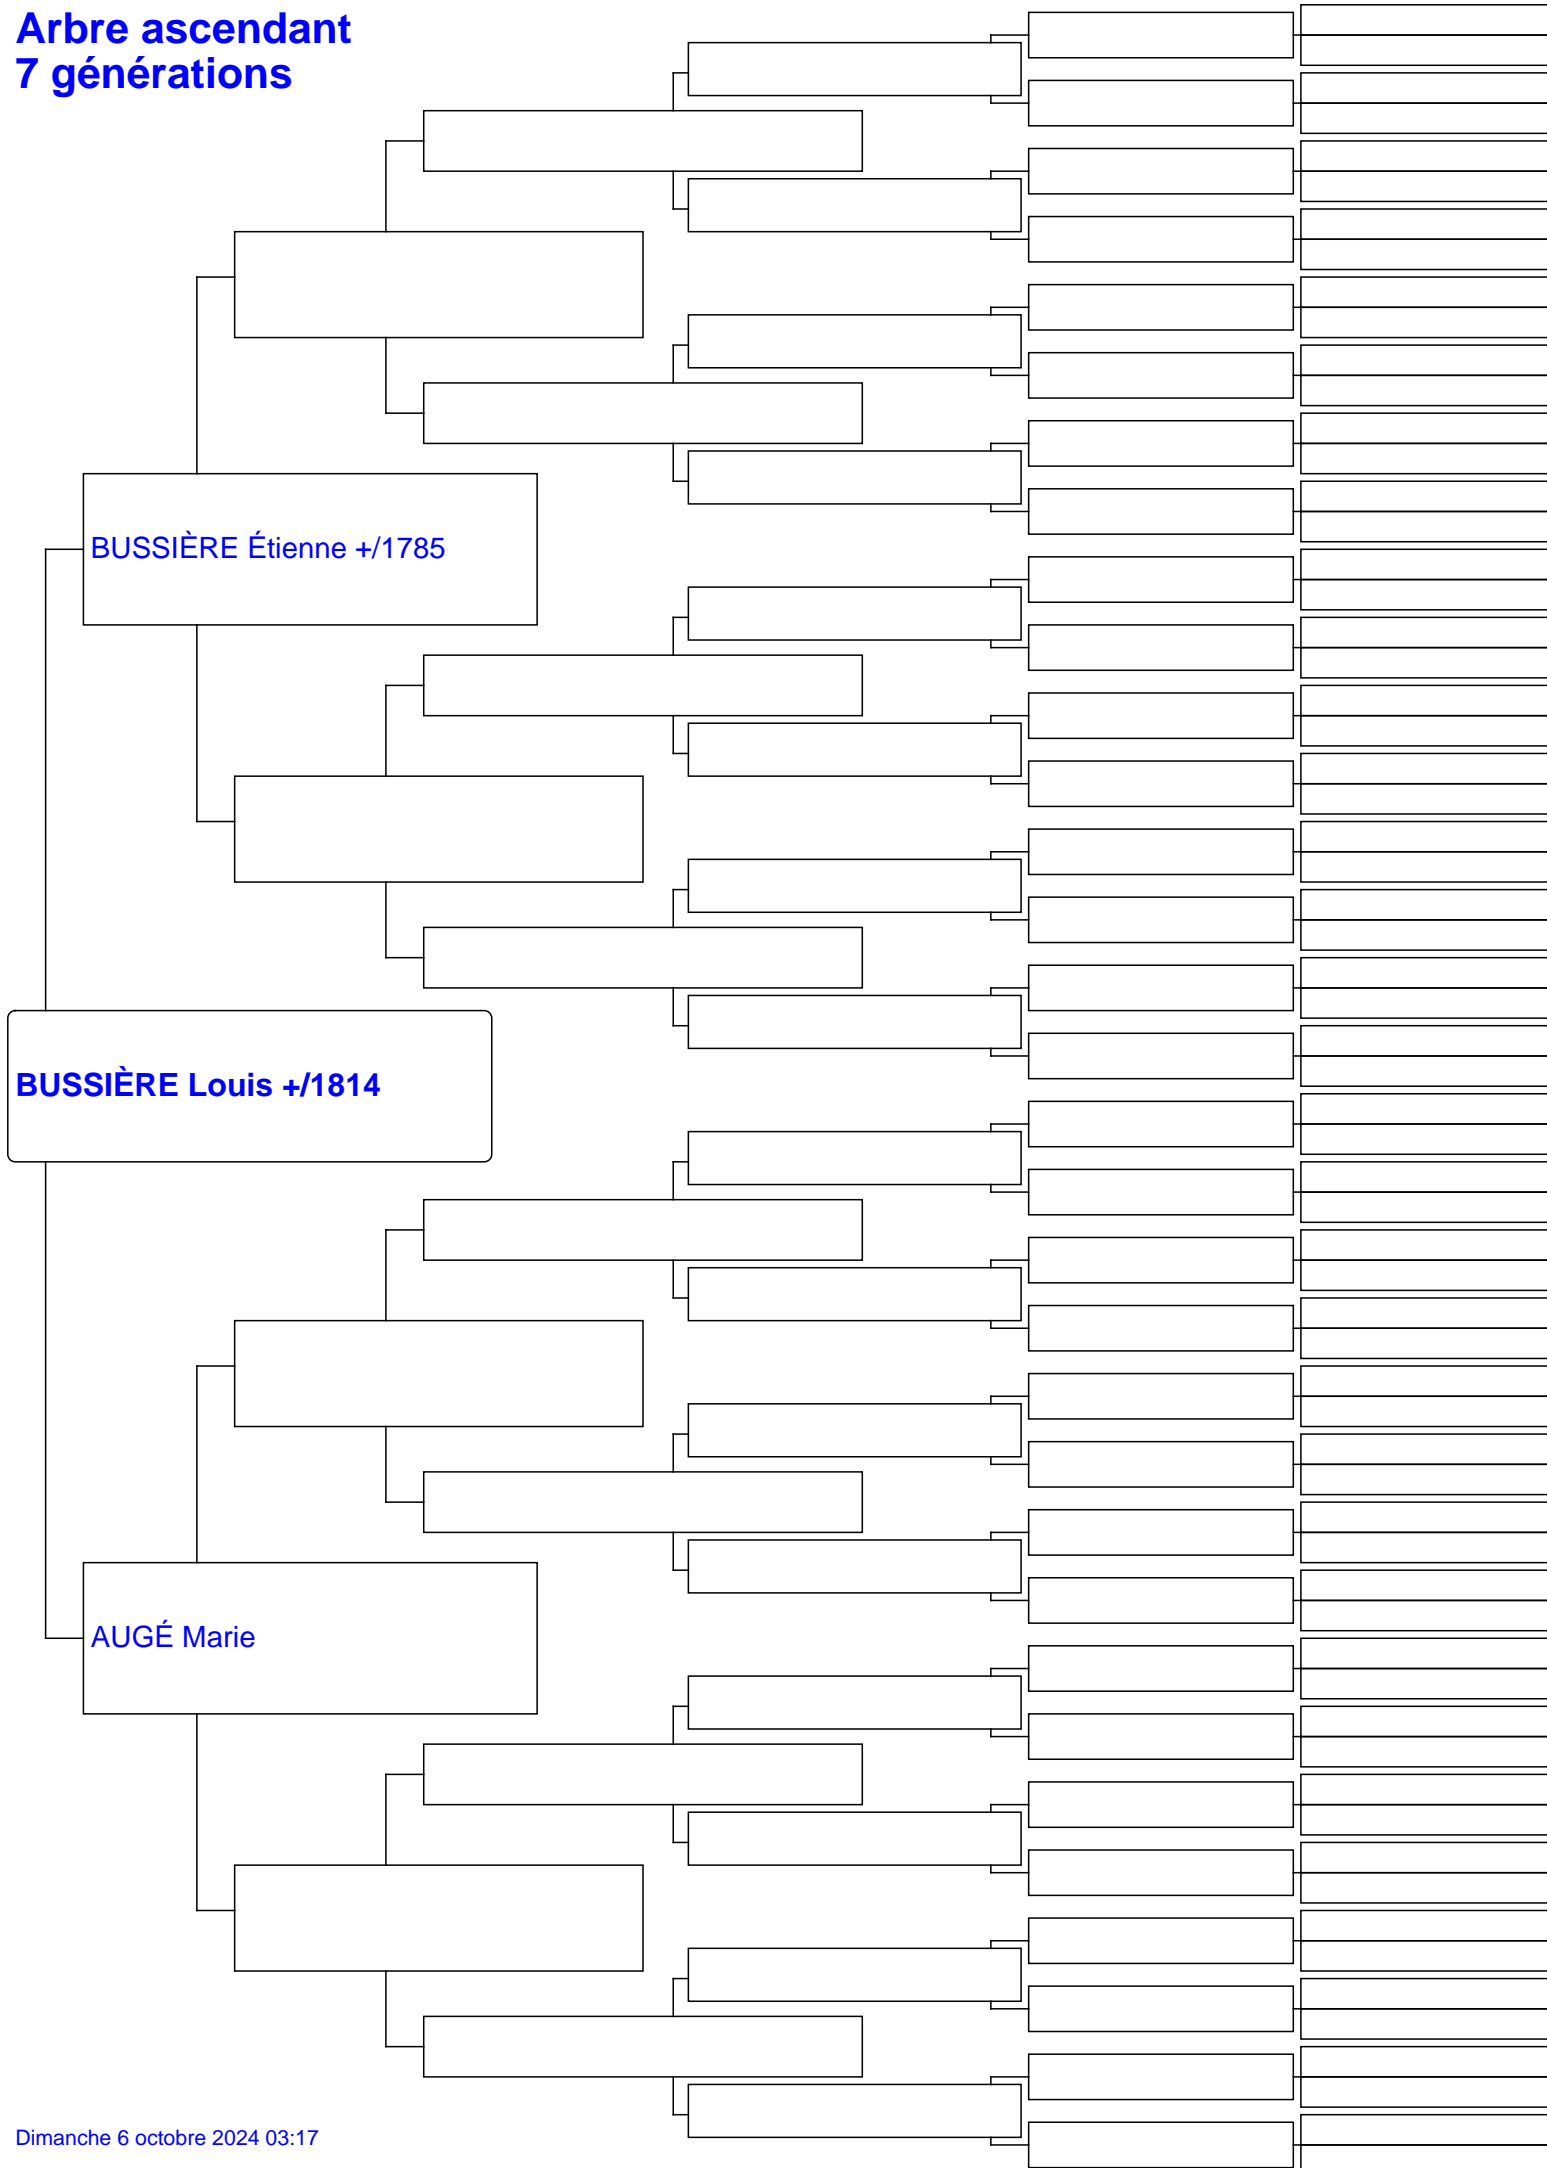 Arbre ascendant
7 générations
BUSSIÈRE Étienne +/1785
BUSSIÈRE Louis +/1814
AUGÉ Marie
Dimanche 6 octobre 2024 03:17